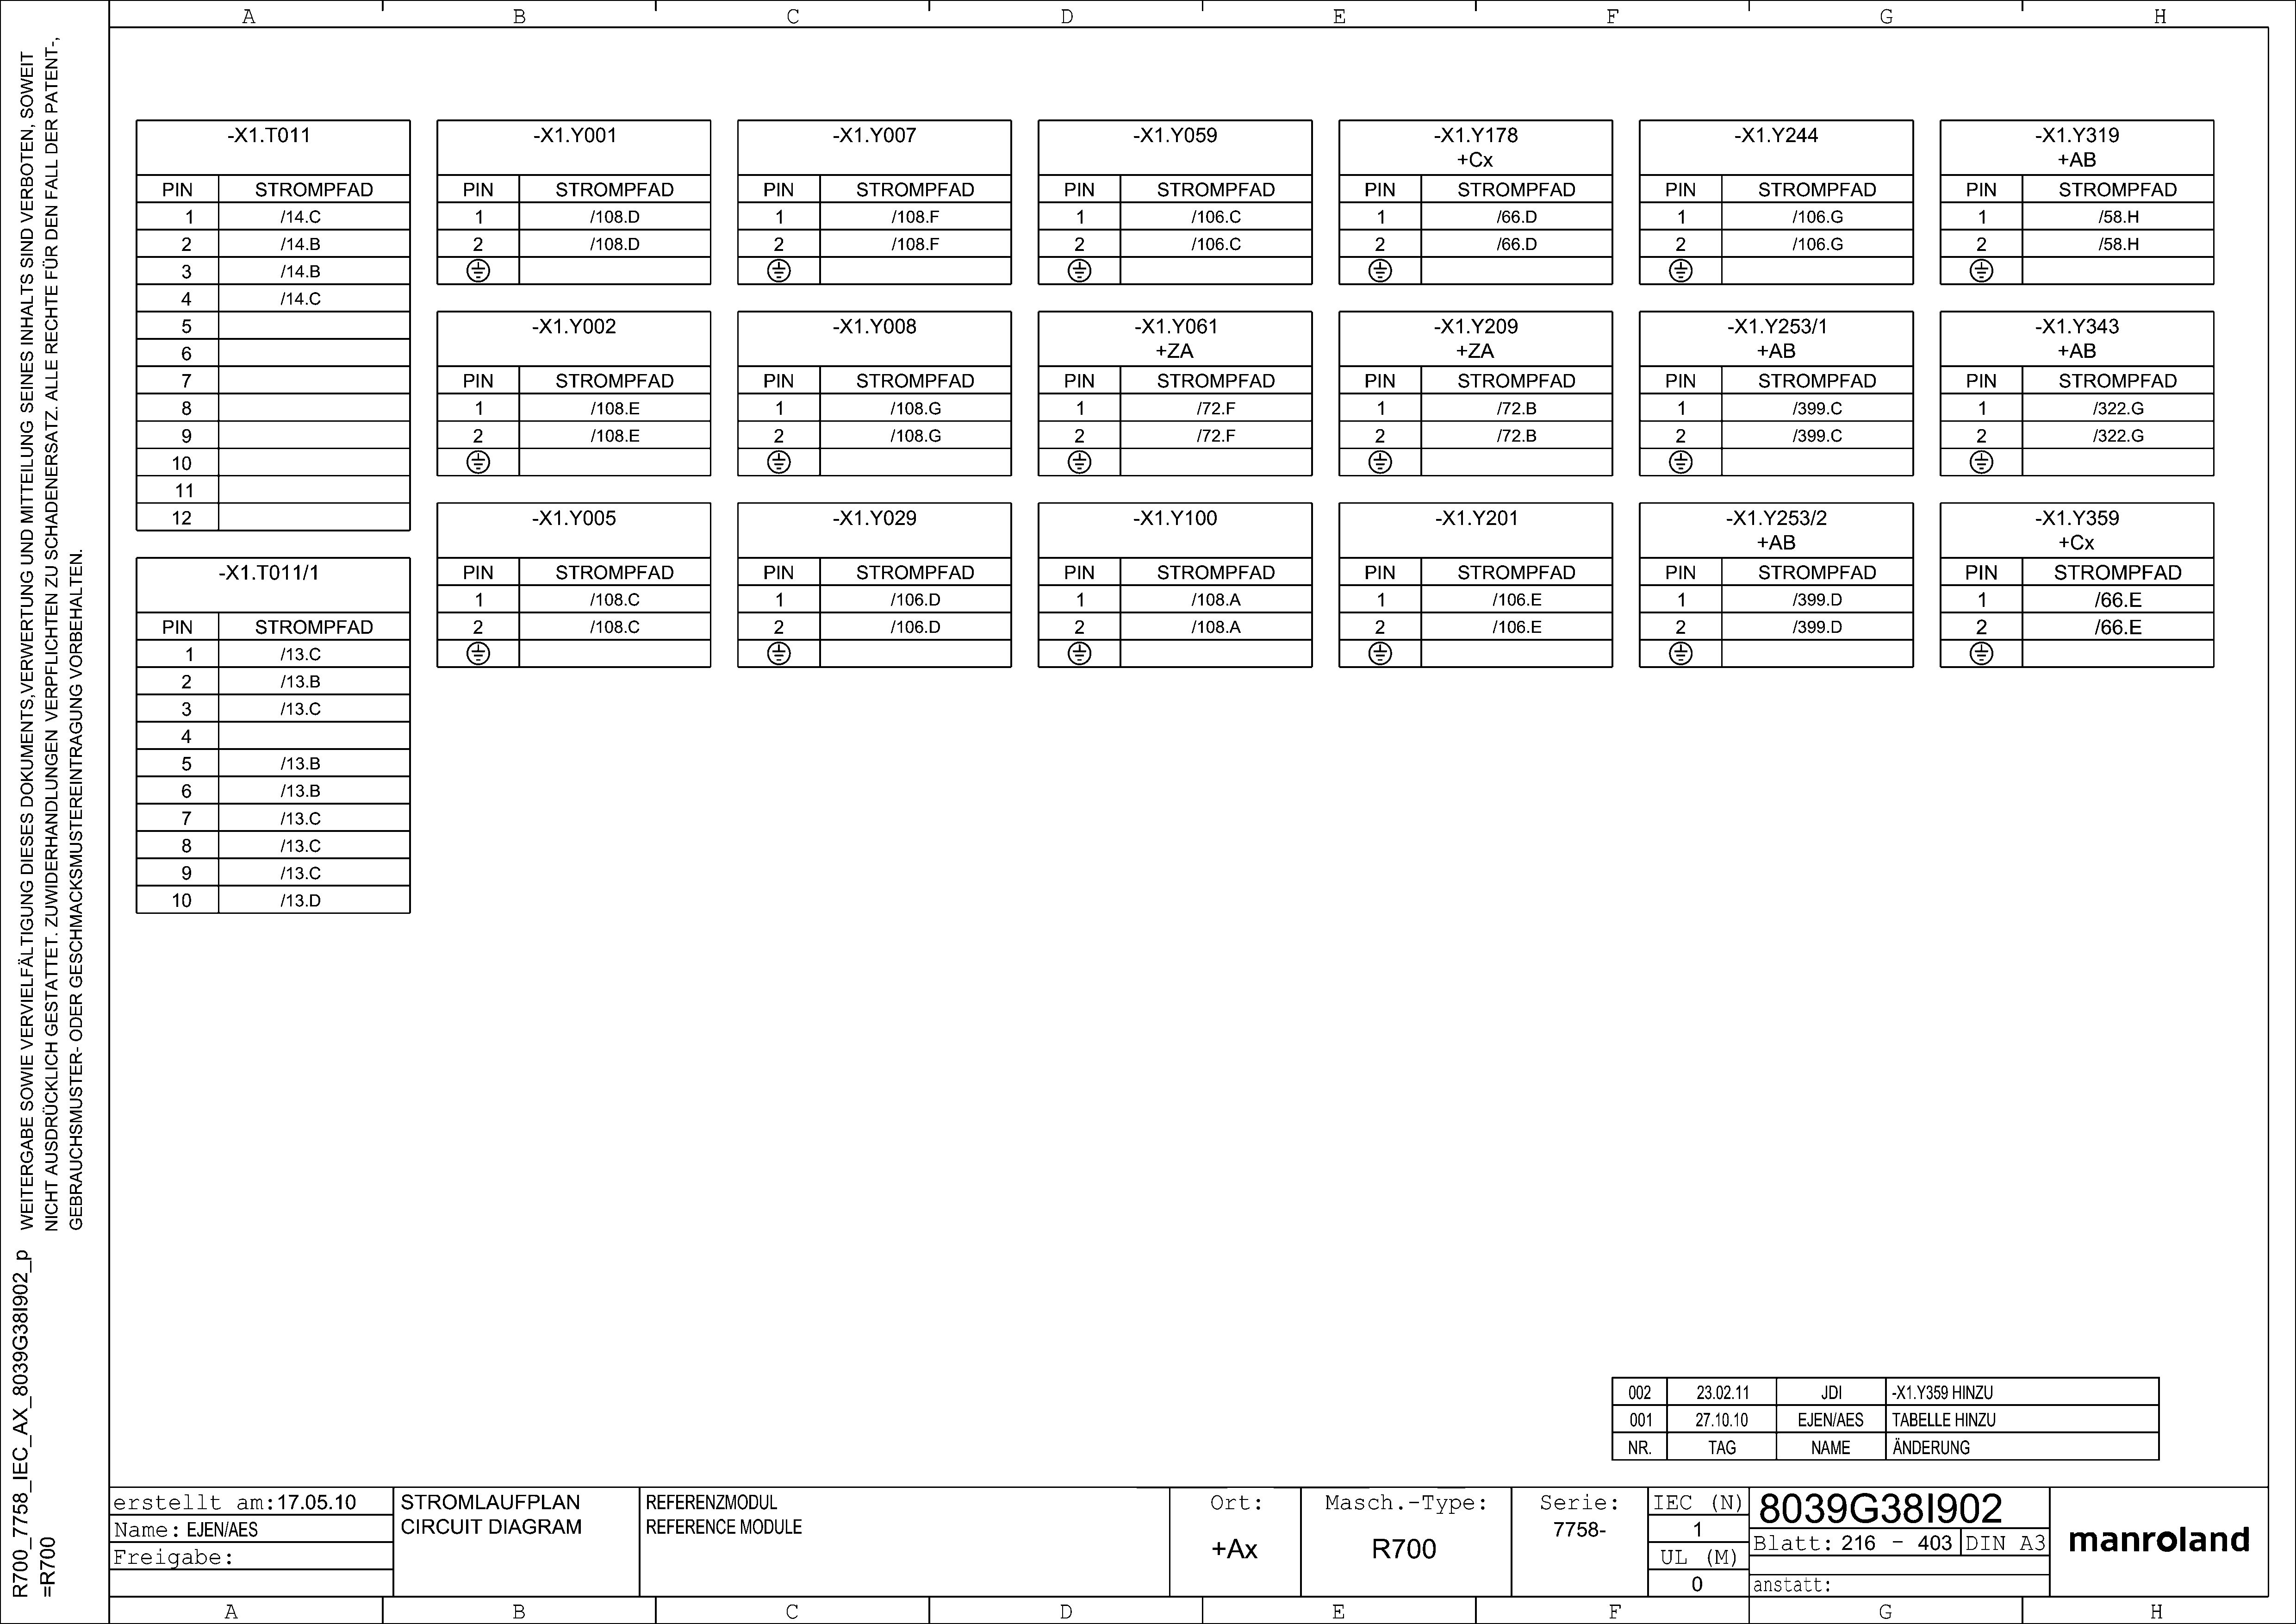 A B C D E F G H
WEITERGABE SOWIE VERVIELFÄLTIGUNG DIESES DOKUMENTS,VERWERTUNG UND MITTEILUNG SEINES INHALTS SIND VERBOTEN, SOWEIT
NICHT AUSDRÜCKLICH GESTATTET. ZUWIDERHANDLUNGEN VERPFLICHTEN ZU SCHADENERSATZ. ALLE RECHTE FÜR DEN FALL DER PATENT-,
GEBRAUCHSMUSTER- ODER GESCHMACKSMUSTEREINTRAGUNG VORBEHALTEN.
R700_7758_IEC_AX_8039G38I902_p
=R700
-X1.T011
PIN STROMPFAD
1 /14.C
2 /14.B
3 /14.B
4 /14.C
5
6
7
8
9
10
11
12
-X1.T011/1
PIN STROMPFAD
1 /13.C
2 /13.B
3 /13.C
4
5 /13.B
6 /13.B
7 /13.C
8 /13.C
9 /13.C
10 /13.D
-X1.Y001
PIN STROMPFAD
1 /108.D
2 /108.D
-X1.Y002
PIN STROMPFAD
1 /108.E
2 /108.E
-X1.Y005
PIN STROMPFAD
1 /108.C
2 /108.C
-X1.Y007
PIN STROMPFAD
1 /108.F
2 /108.F
-X1.Y008
PIN STROMPFAD
1 /108.G
2 /108.G
-X1.Y029
PIN STROMPFAD
1 /106.D
2 /106.D
-X1.Y059
PIN STROMPFAD
1 /106.C
2 /106.C
-X1.Y061
+ZA
PIN STROMPFAD
1 /72.F
2 /72.F
-X1.Y100
PIN STROMPFAD
1 /108.A
2 /108.A
-X1.Y178
+Cx
PIN STROMPFAD
1 /66.D
2 /66.D
-X1.Y209
+ZA
PIN STROMPFAD
1 /72.B
2 /72.B
-X1.Y201
PIN STROMPFAD
1 /106.E
2 /106.E
-X1.Y244
PIN STROMPFAD
1 /106.G
2 /106.G
-X1.Y253/1
+AB
PIN STROMPFAD
1 /399.C
2 /399.C
-X1.Y253/2
+AB
PIN STROMPFAD
1 /399.D
2 /399.D
-X1.Y319
+AB
PIN STROMPFAD
1 /58.H
2 /58.H
-X1.Y343
+AB
PIN STROMPFAD
1 /322.G
2 /322.G
-X1.Y359
+Cx
PIN STROMPFAD
1 /66.E
2 /66.E
002 23.02.11 JDI -X1.Y359 HINZU
001 27.10.10 EJEN/AES TABELLE HINZU
NR. TAG NAME ÄNDERUNG
erstellt am:17.05.10
Name: EJEN/AES
Freigabe:
STROMLAUFPLAN
CIRCUIT DIAGRAM
REFERENZMODUL
REFERENCE MODULE
Ort:
+Ax
Masch.-Type:
R700
Serie:
7758-
IEC (N)
1
UL (M)
0
8039G38I902
Blatt: 216 - 403 DIN A3
anstatt:
manroland
A B C D E F G H